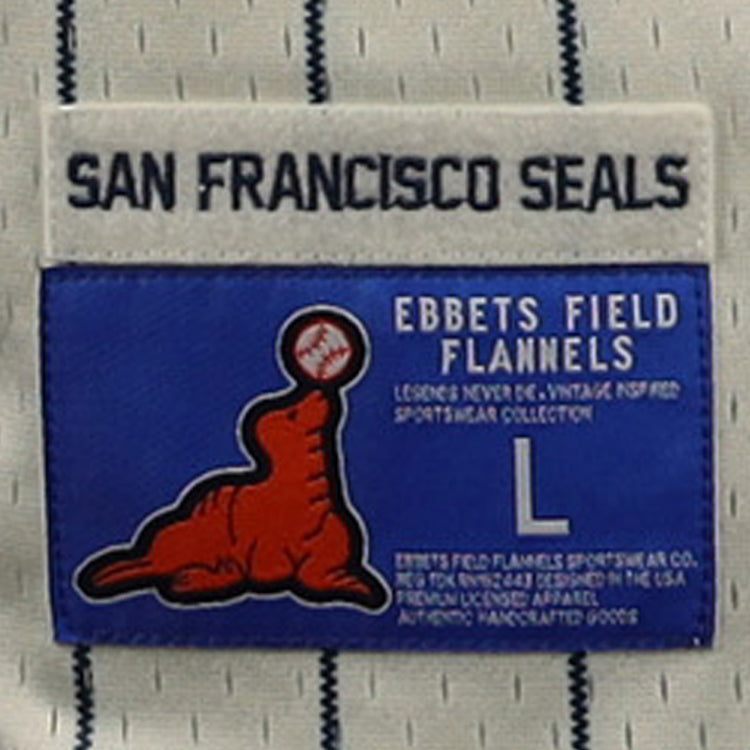 SAN FRANCISCO SEALS
EBBETS FIELD
FLANNELS
LEGENDS NEVER DIE. VINTAGE INSPIRED
SPORTSWEAR COLLECTION
L
EBBETS FIELD FLANNELS SPORTSWEAR CO.
DESIGNED IN THE USA
PREMIUM LICENSED APPAREL
AUTHENTIC HANDCRAFTED GOODS